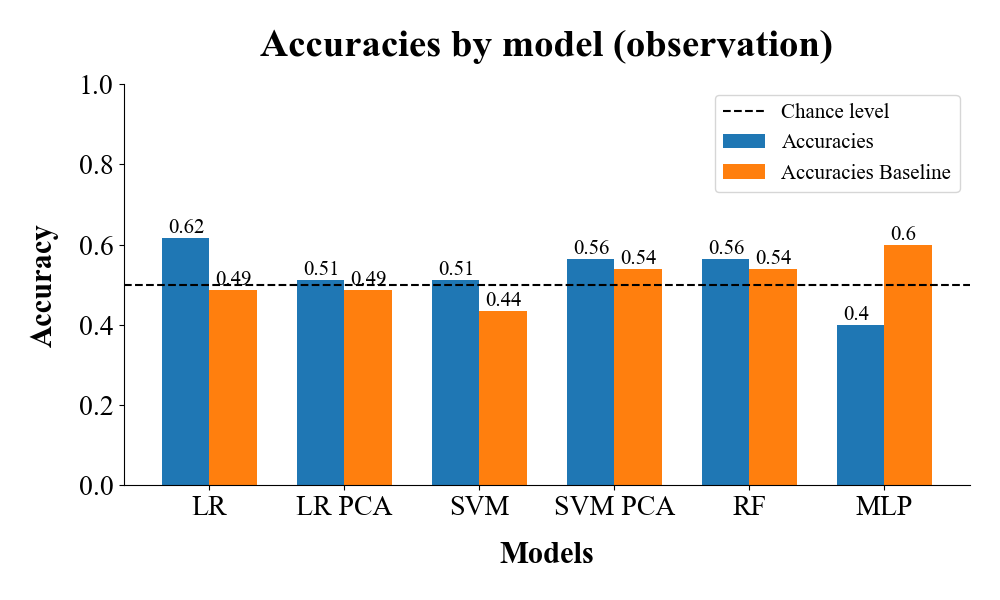 Accuracies by model (observation)
1.0
0.8
0.6
0.4
0.2
0.0
Accuracy
Chance level
Accuracies
Accuracies Baseline
0.62
0.49
0.51
0.49
0.51
0.44
0.56
0.54
0.56
0.54
0.4
0.6
LR
LR PCA
SVM
SVM PCA
RF
MLP
Models